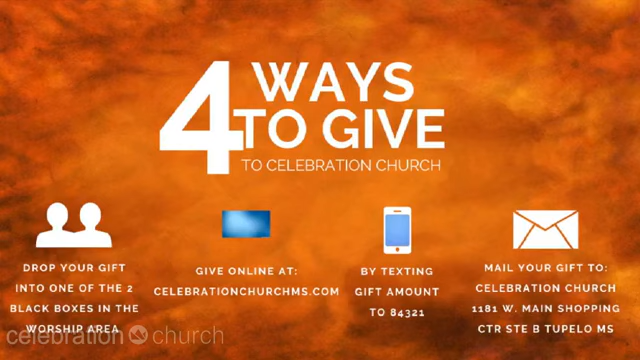 4 WAYS
TO GIVE
TO CELEBRATION CHURCH
DROP YOUR GIFT
INTO ONE OF THE 2
BLACK BOXES IN THE
WORSHIP AREA
GIVE ONLINE AT:
CELEBRATIONCHURCHMS.COM
BY TEXTING
GIFT AMOUNT
TO 84321
MAIL YOUR GIFT TO:
CELEBRATION CHURCH
1181 W. MAIN SHOPPING
CTR STE B TUPELO MS
celebration church